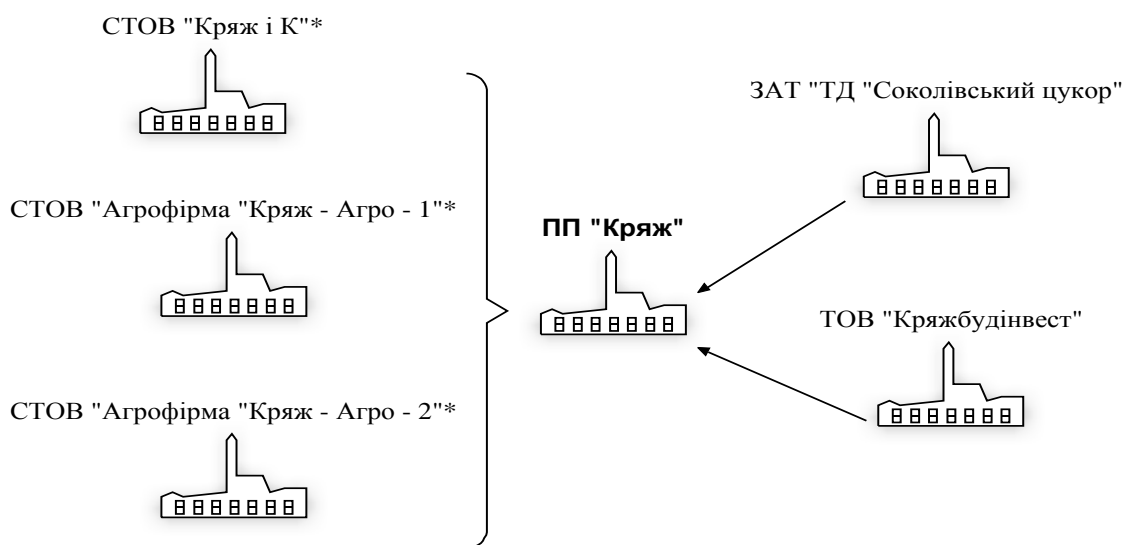 СТОВ "Кряж і К"*
ЗАТ "ТД "Соколівський цукор"
СТОВ "Агрофірма "Кряж - Агро - 1"*
ПП "Кряж"
ТОВ "Кряжбудінвест"
СТОВ "Агрофірма "Кряж - Агро - 2"*